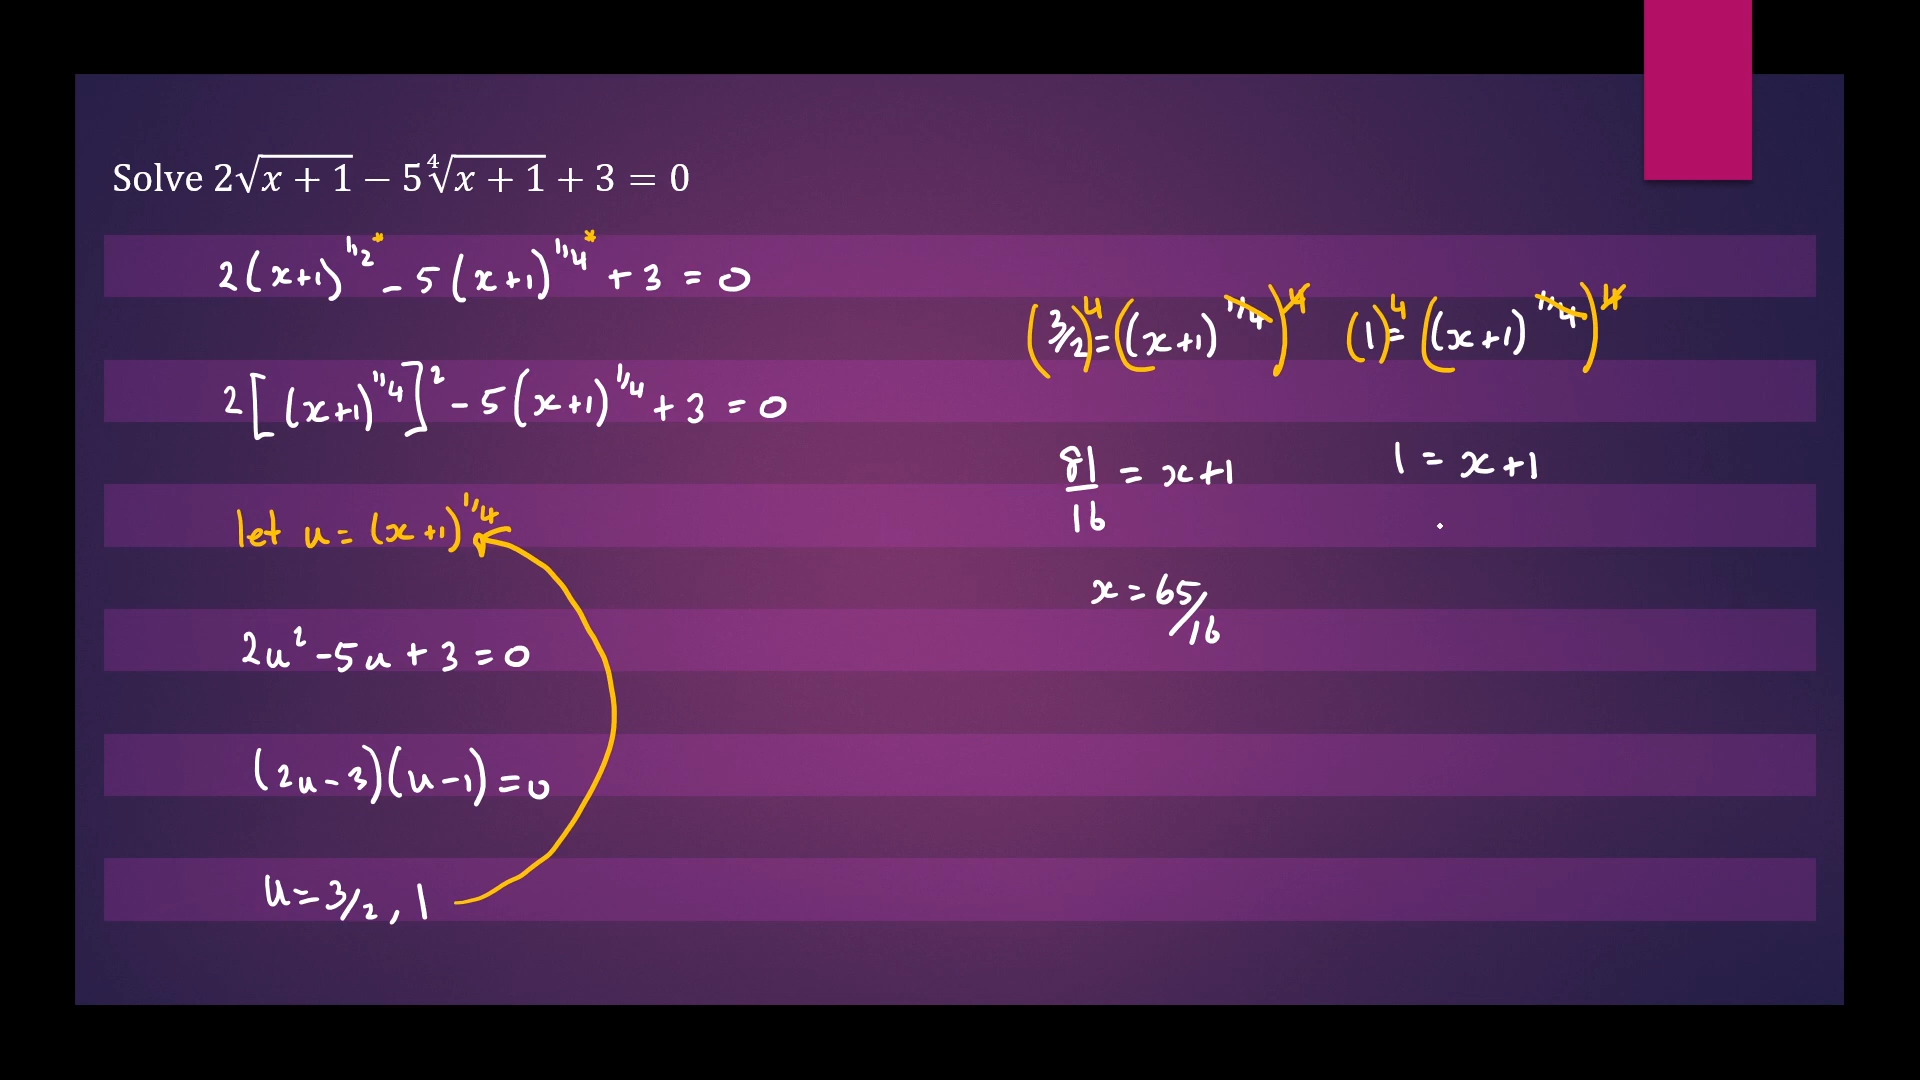 Solve 2√(x + 1) − 5∜(x + 1) + 3 = 0
2(x+1)^1/2* - 5(x+1)^1/4* + 3 = 0
2[(x+1)^1/4]^2 - 5(x+1)^1/4 + 3 = 0
let u = (x+1)^1/4
2u^2 - 5u + 3 = 0
(2u - 3)(u - 1) = 0
u = 3/2, 1
(3/2)^4 = ((x+1)^1/4)^4
81/16 = x+1
x = 65/16
(1)^4 = ((x+1)^1/4)^4
1 = x+1